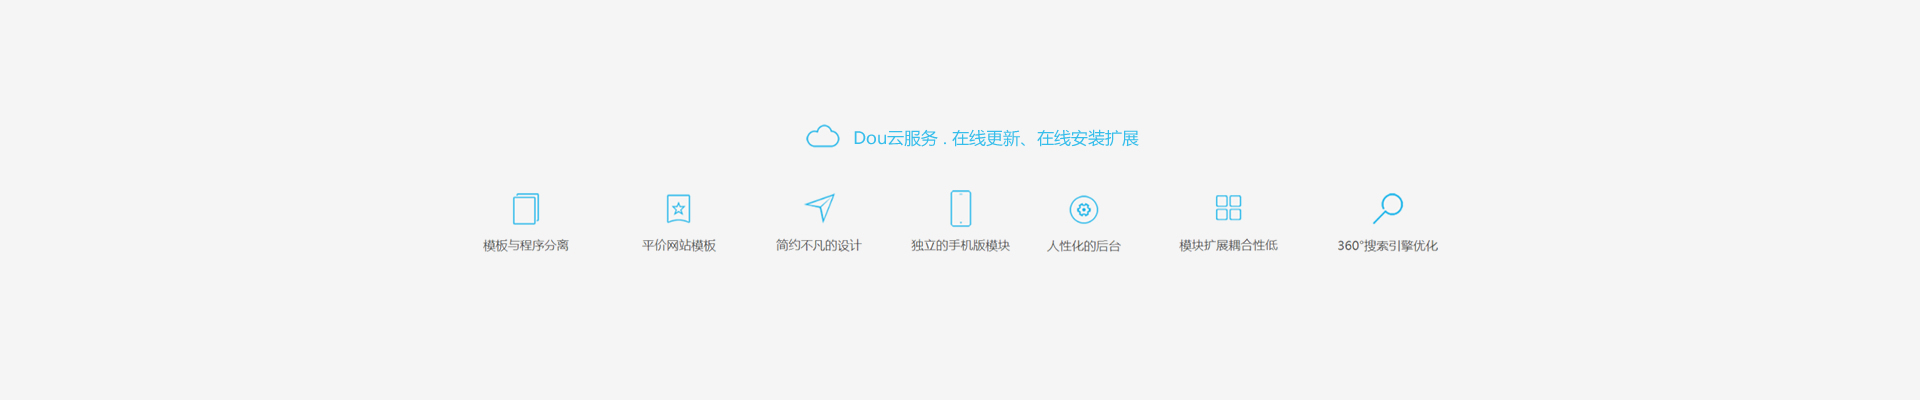 Dou云服务 . 在线更新、在线安装扩展
模板与程序分离
平价网站模板
简约不凡的设计
独立的手机版模块
人性化的后台
模块扩展耦合性低
360°搜索引擎优化